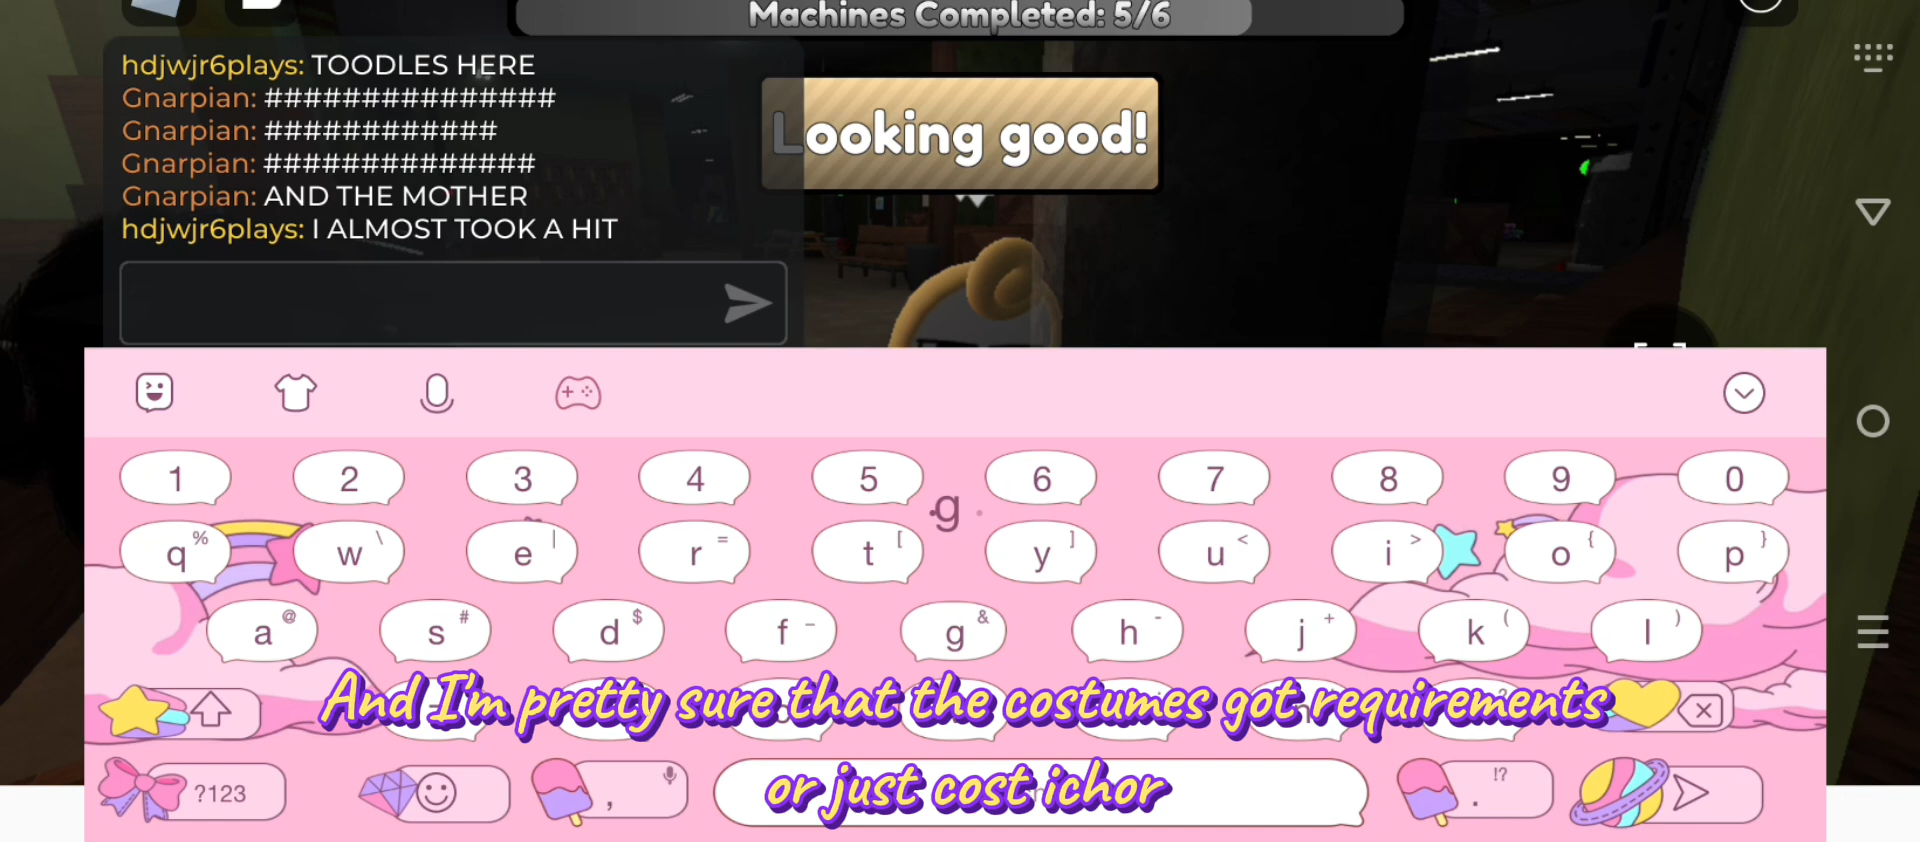 Machines Completed: 5/6
hdjwjr6plays: TOODLES HERE
Gnarpian: ###############
Gnarpian: ############
Gnarpian: ##############
Gnarpian: AND THE MOTHER
hdjwjr6plays: I ALMOST TOOK A HIT
Looking good!
1 2 3 4 5 6 7 8 9 0
g
q % w \ e | r = t [ y ] u < i > o { p }
a @ s # d $ f _ g & h - j + k ( l )
And I'm pretty sure that the costumes got requirements
or just cost ichor
?123 , . !?